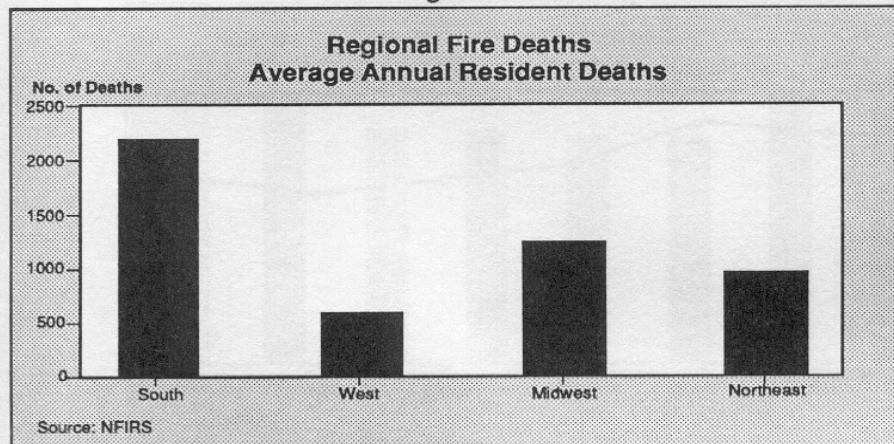 Regional Fire Deaths
Average Annual Resident Deaths
No. of Deaths
2500
2000
1500
1000
500
0
South West Midwest Northeast
Source: NFIRS